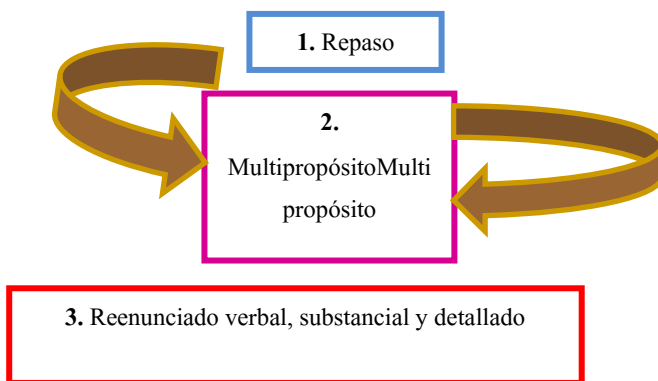 1. Repaso
2.
MultipropósitoMulti
propósito
3. Reenunciado verbal, substancial y detallado